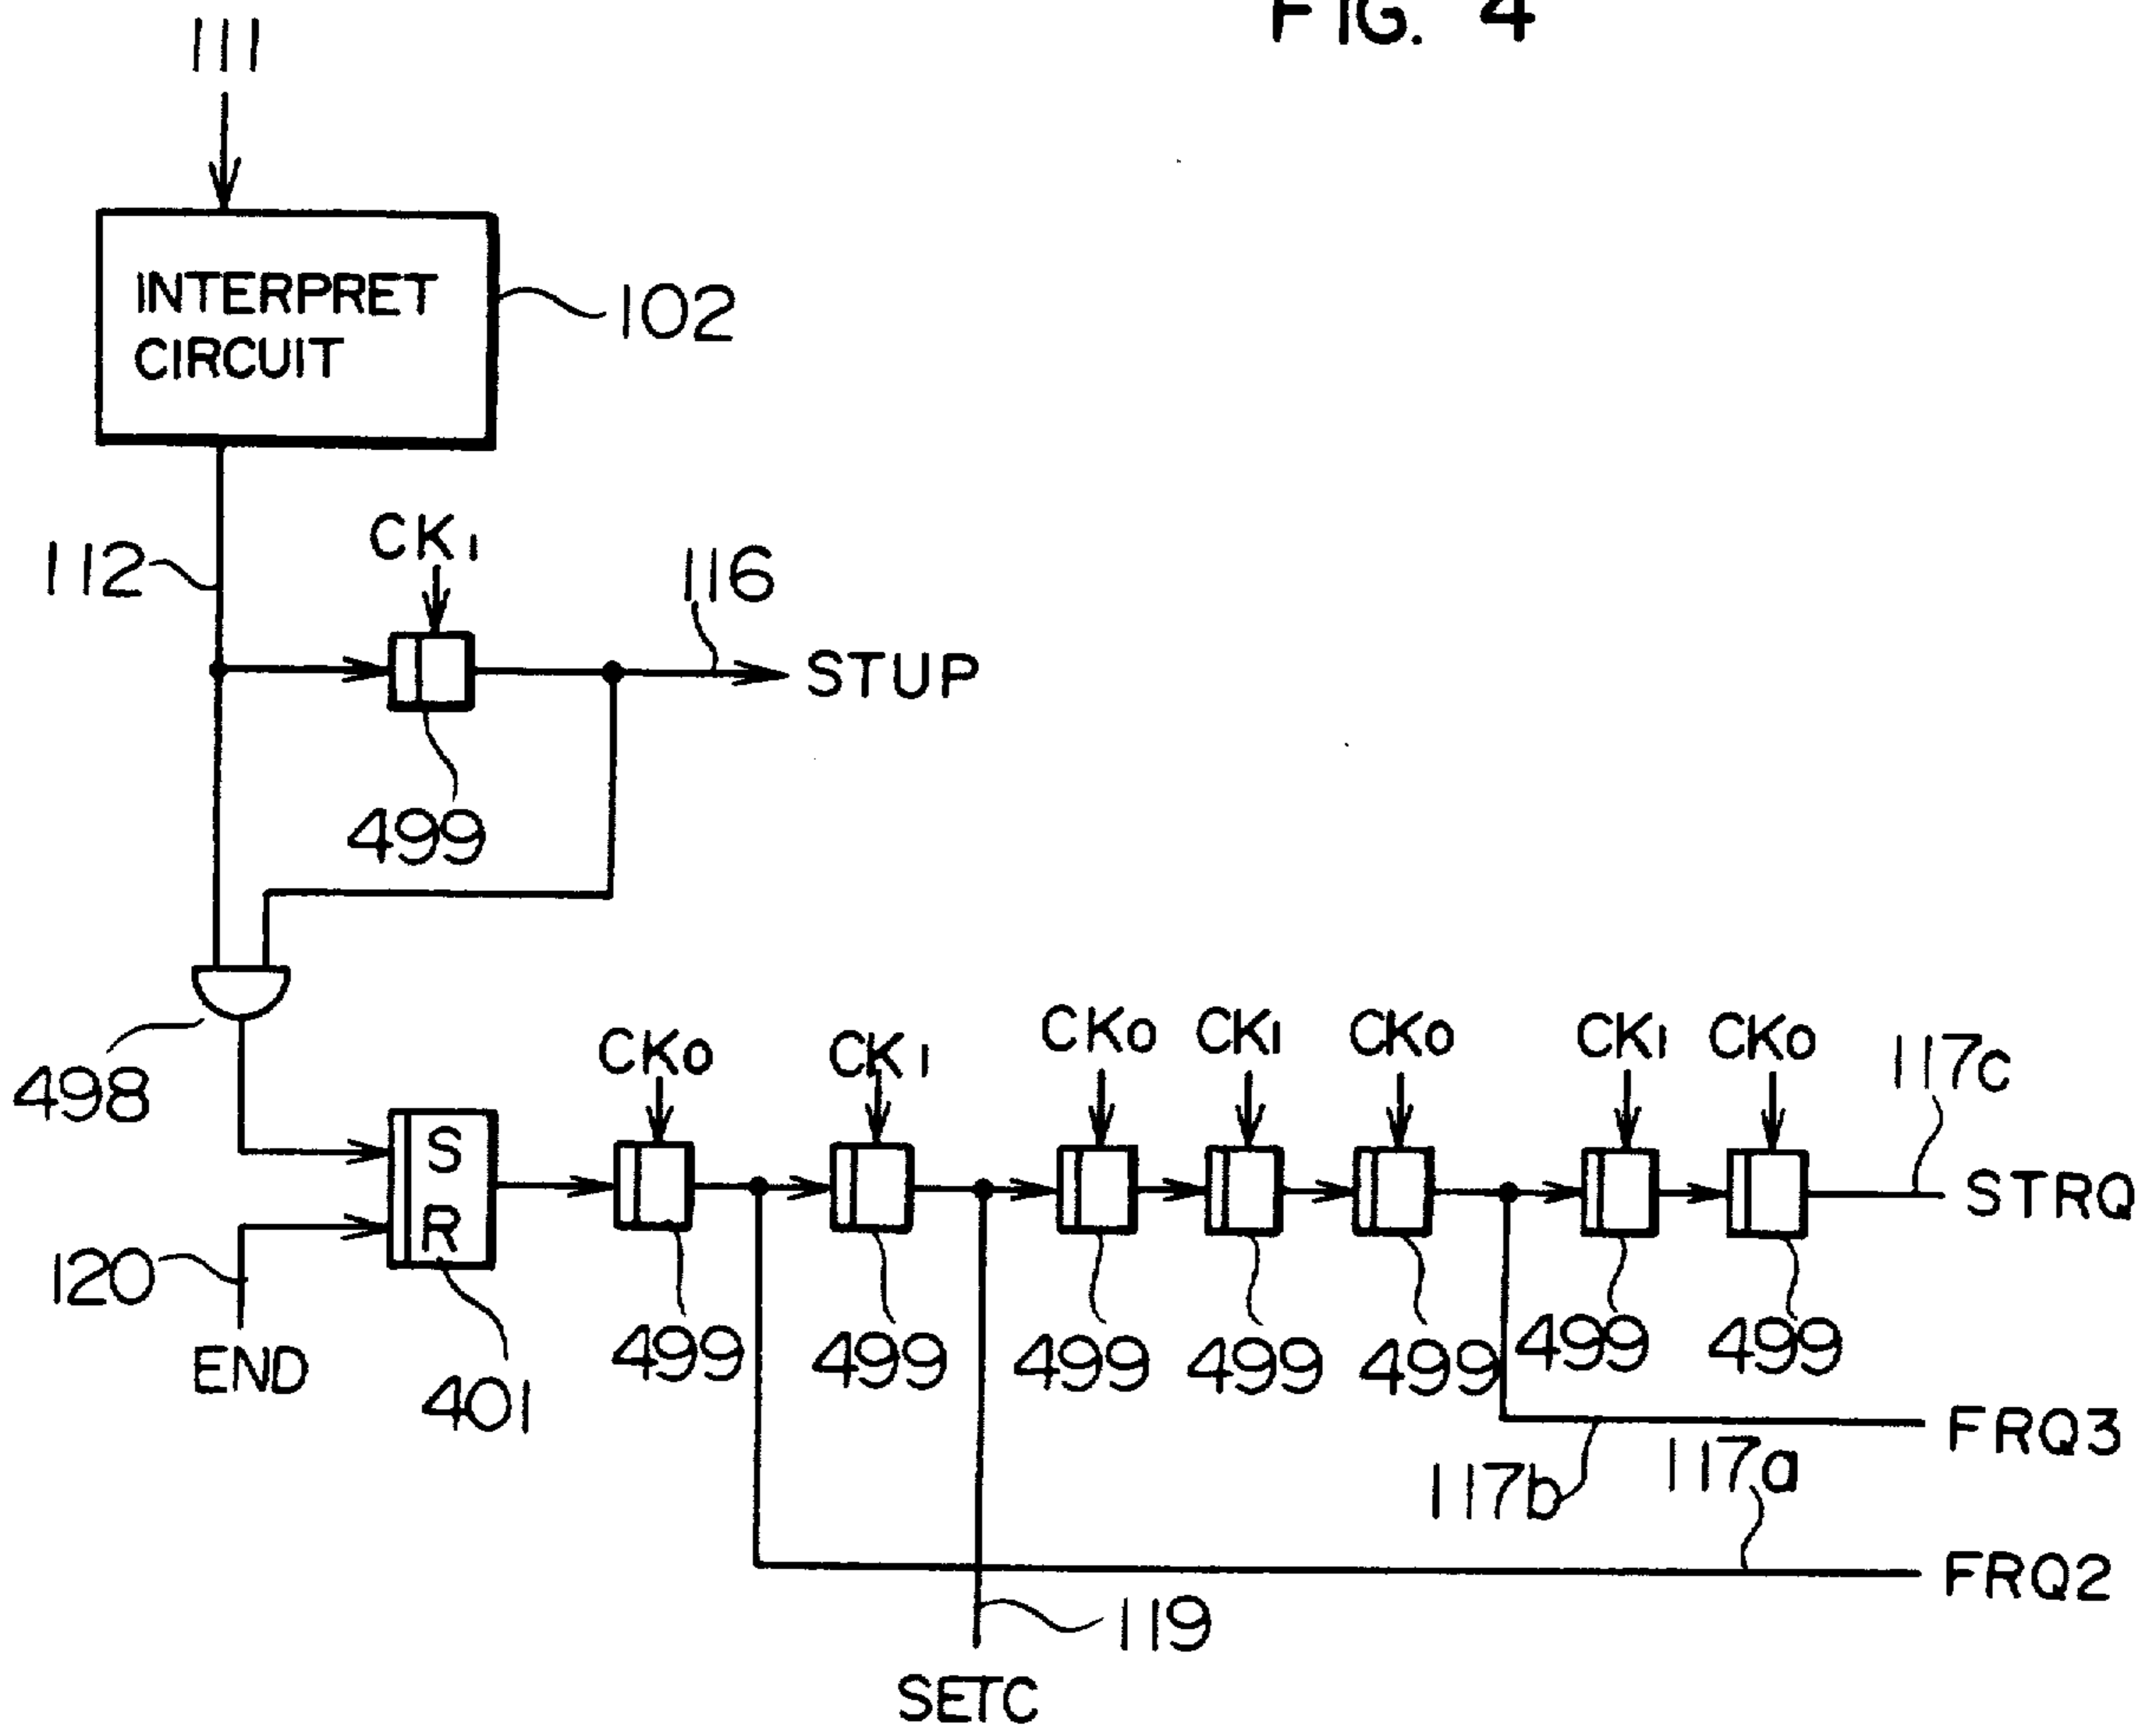 FIG. 4
111
INTERPRET
CIRCUIT
102
112
CK1
116
STUP
499
498
CK0
CK1
CK0
CK1
CK0
CK1
CK0
117c
S
R
STRQ
120
END
401
499
499
499
499
499
499
499
FRQ3
117b
117a
FRQ2
119
SETC